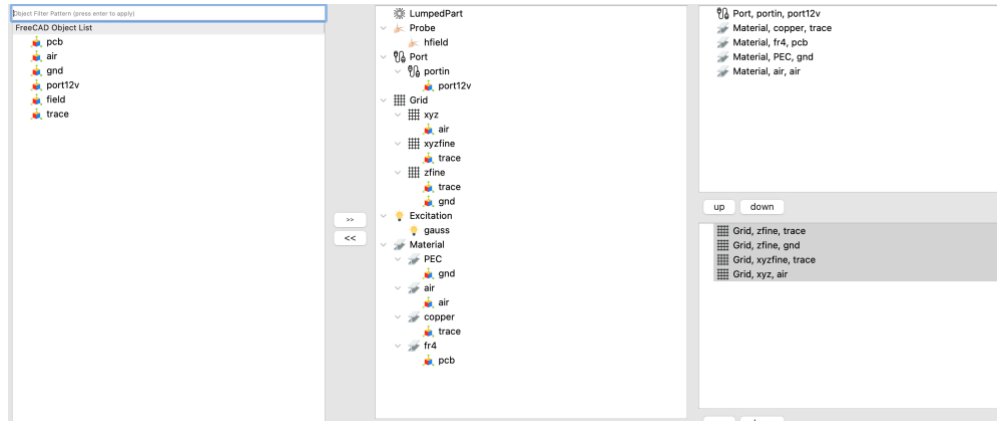 Object Filter Pattern (press enter to apply)
FreeCAD Object List
pcb
air
gnd
port12v
field
trace
>>
<<
LumpedPart
Probe
hfield
Port
portin
port12v
Grid
xyz
air
xyzfine
trace
zfine
trace
gnd
Excitation
gauss
Material
PEC
gnd
air
air
copper
trace
fr4
pcb
Port, portin, port12v
Material, copper, trace
Material, fr4, pcb
Material, PEC, gnd
Material, air, air
up down
Grid, zfine, trace
Grid, zfine, gnd
Grid, xyzfine, trace
Grid, xyz, air